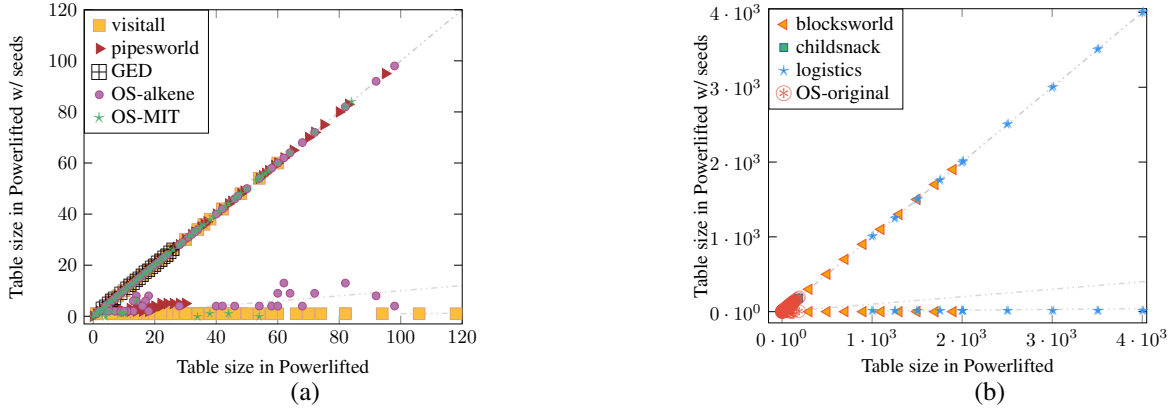 120
100
80
60
40
20
0
0 20 40 60 80 100 120
Table size in Powerlifted w/ seeds
Table size in Powerlifted
visitall
pipesworld
GED
OS-alkene
OS-MIT
(a)
4 · 10³
3 · 10³
2 · 10³
1 · 10³
0 · 10⁰
0 · 10⁰ 1 · 10³ 2 · 10³ 3 · 10³ 4 · 10³
Table size in Powerlifted w/ seeds
Table size in Powerlifted
blocksworld
childsnack
logistics
OS-original
(b)